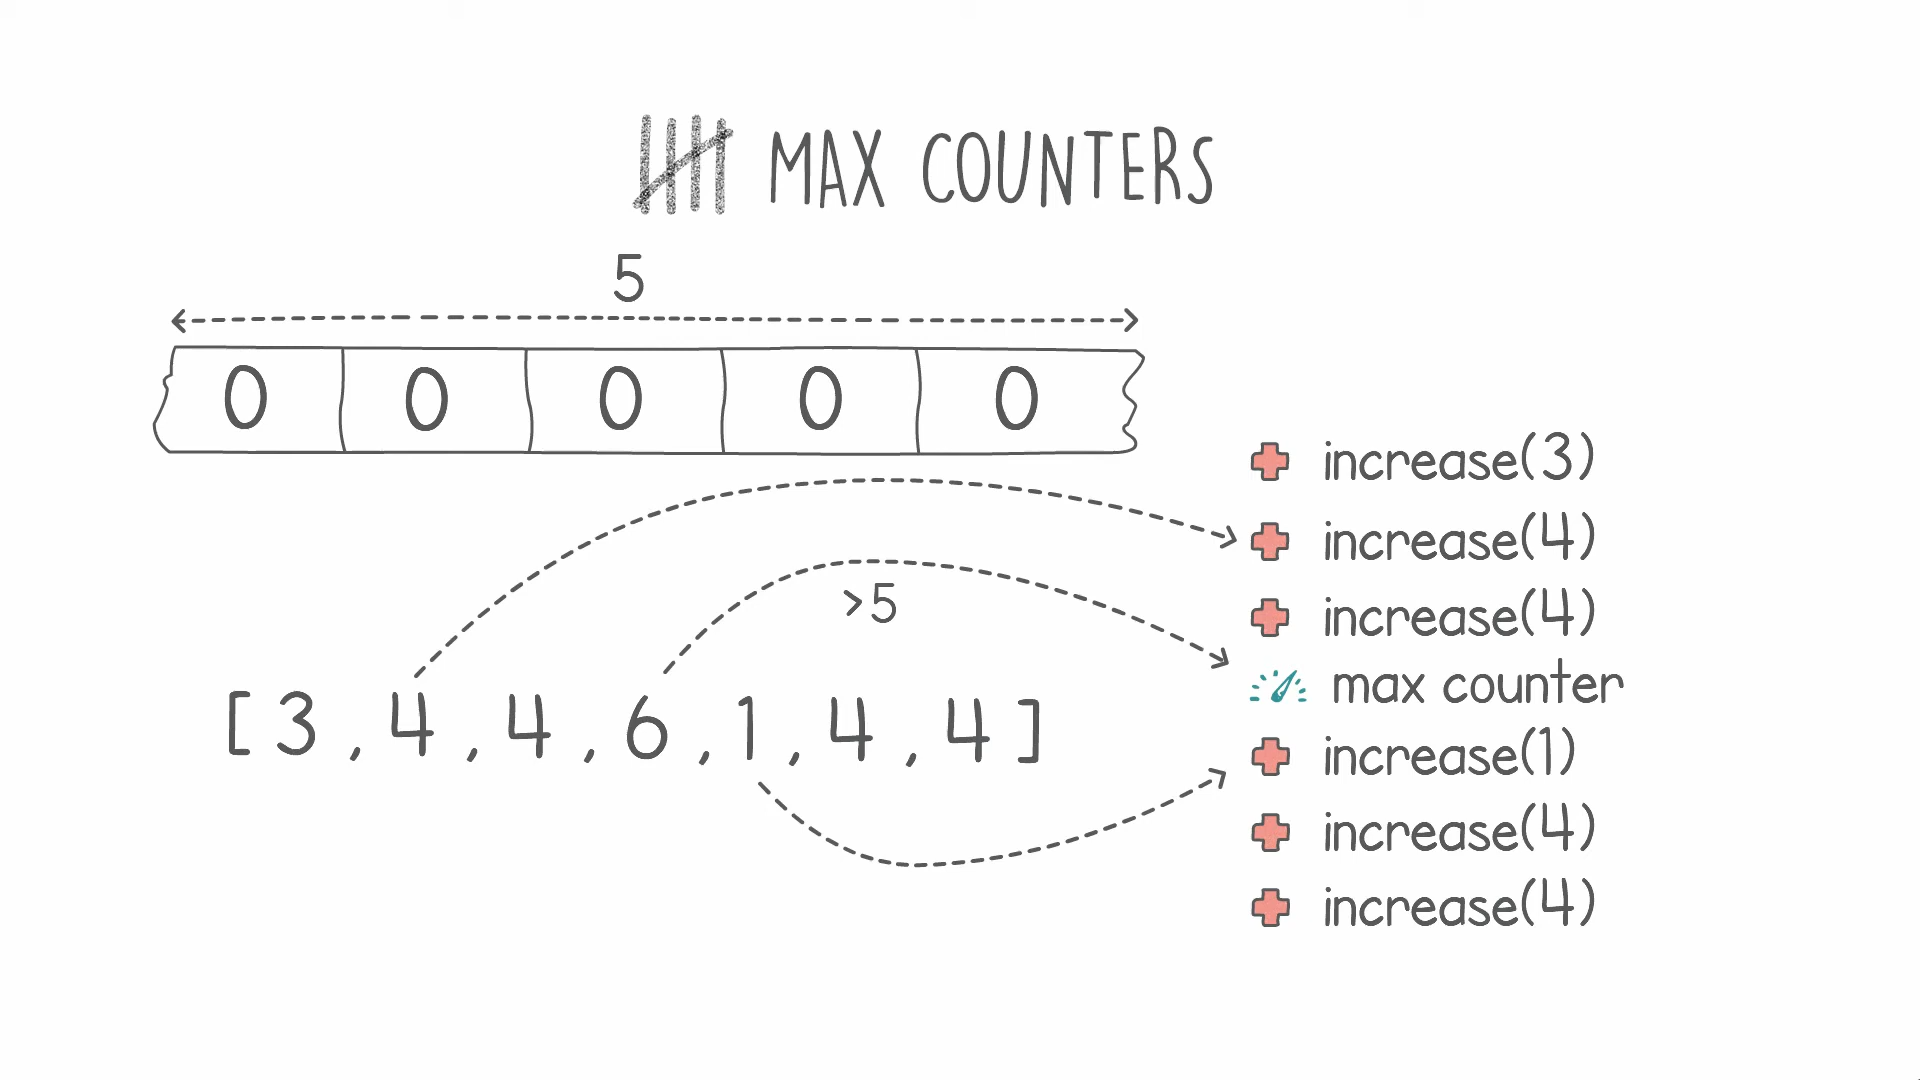 MAX COUNTERS
5
0 0 0 0 0
increase(3)
increase(4)
>5
increase(4)
max counter
[3, 4, 4, 6, 1, 4, 4]
increase(1)
increase(4)
increase(4)